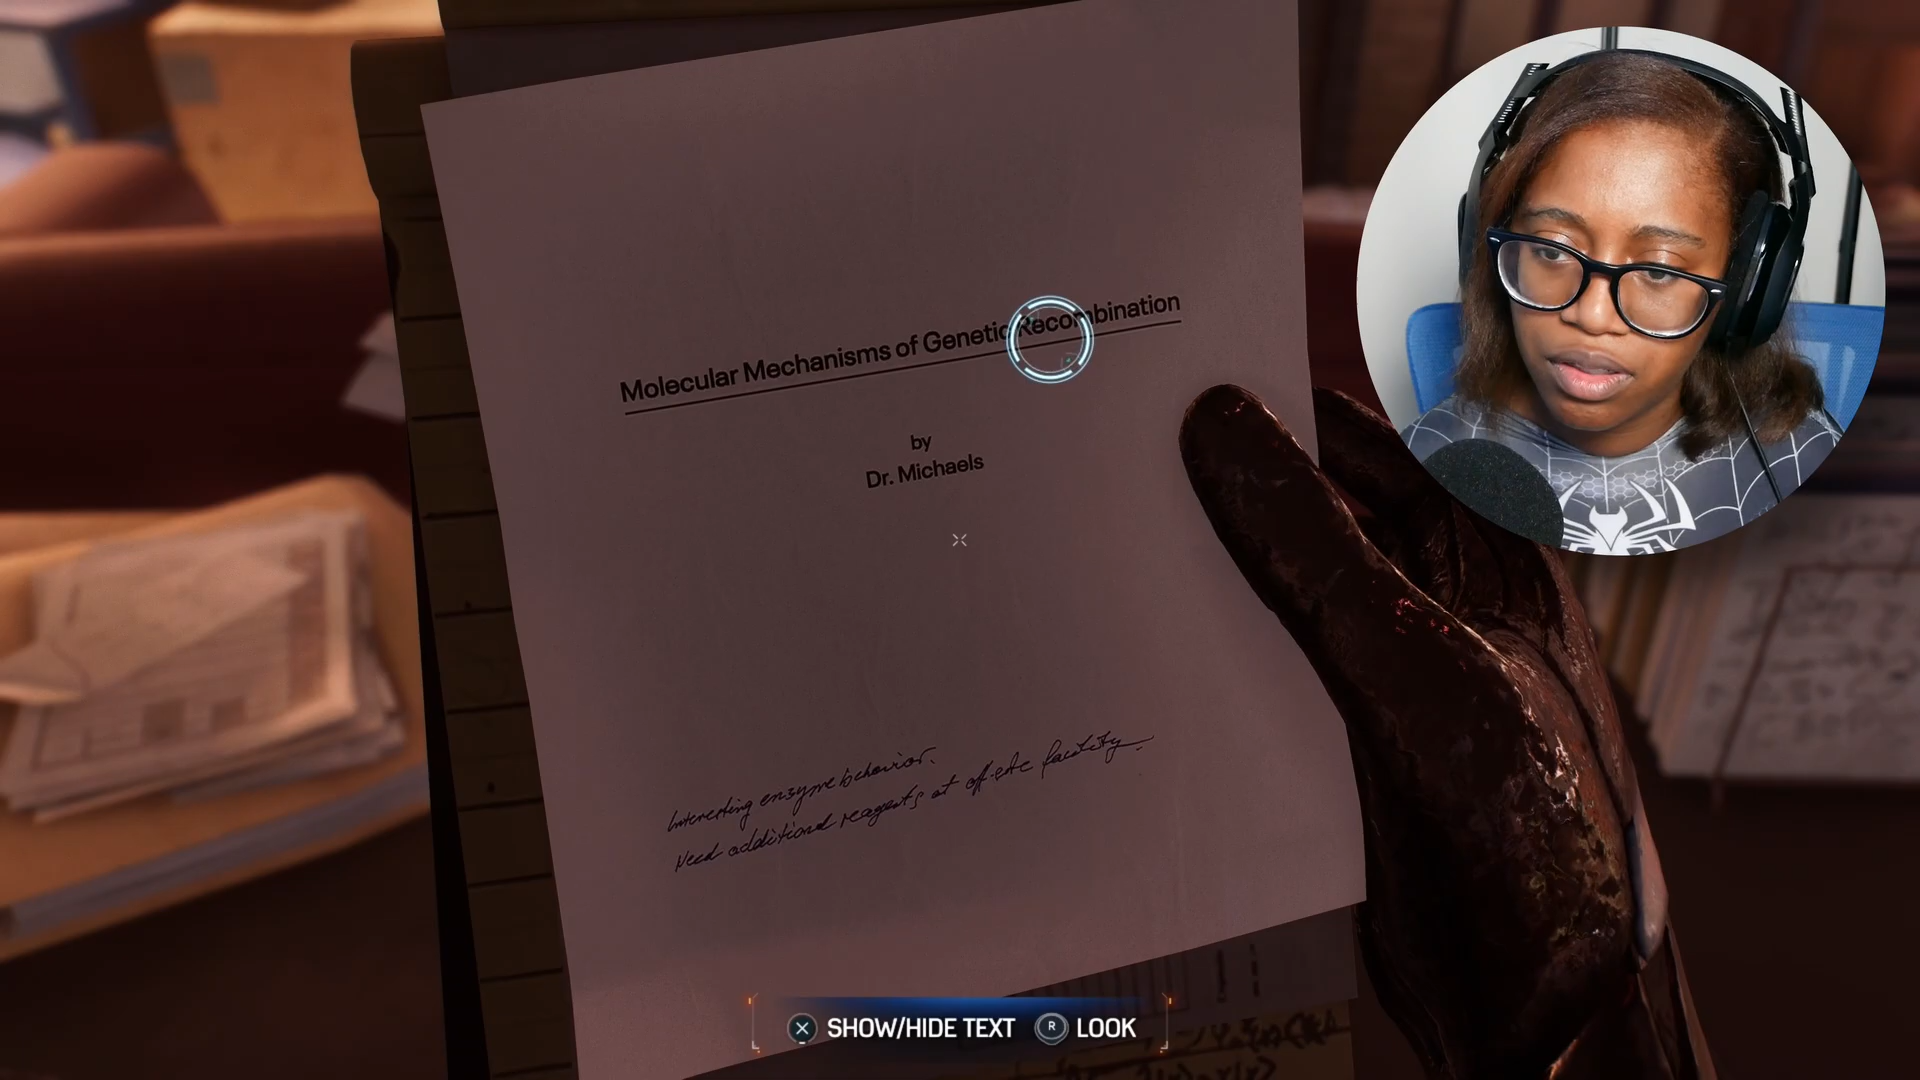 Molecular Mechanisms of Genetic Recombination
by
Dr. Michaels
Interesting enzyme behavior.
Need additional reagents at off-site facility.
SHOW/HIDE TEXT R LOOK